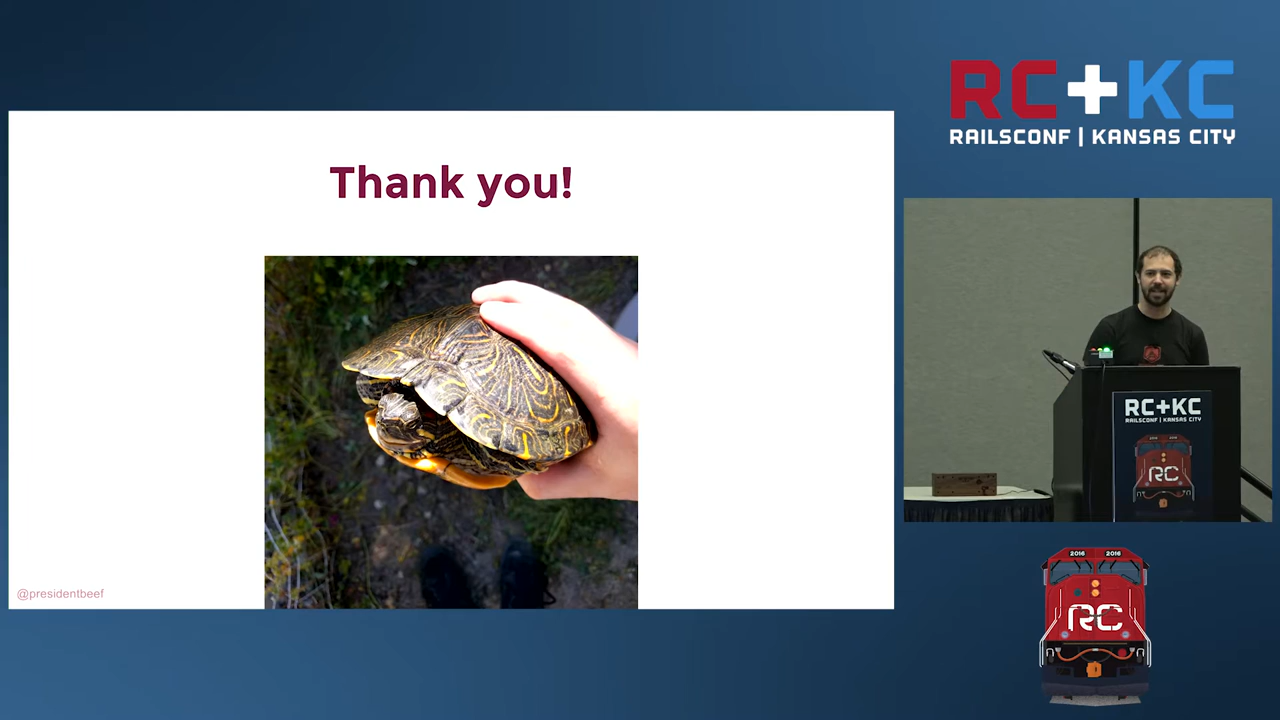 Thank you!
@presidentbeef
RC+KC
RAILSCONF | KANSAS CITY
RC+KC
RAILSCONF | KANSAS CITY
RC
2016 2016
RC